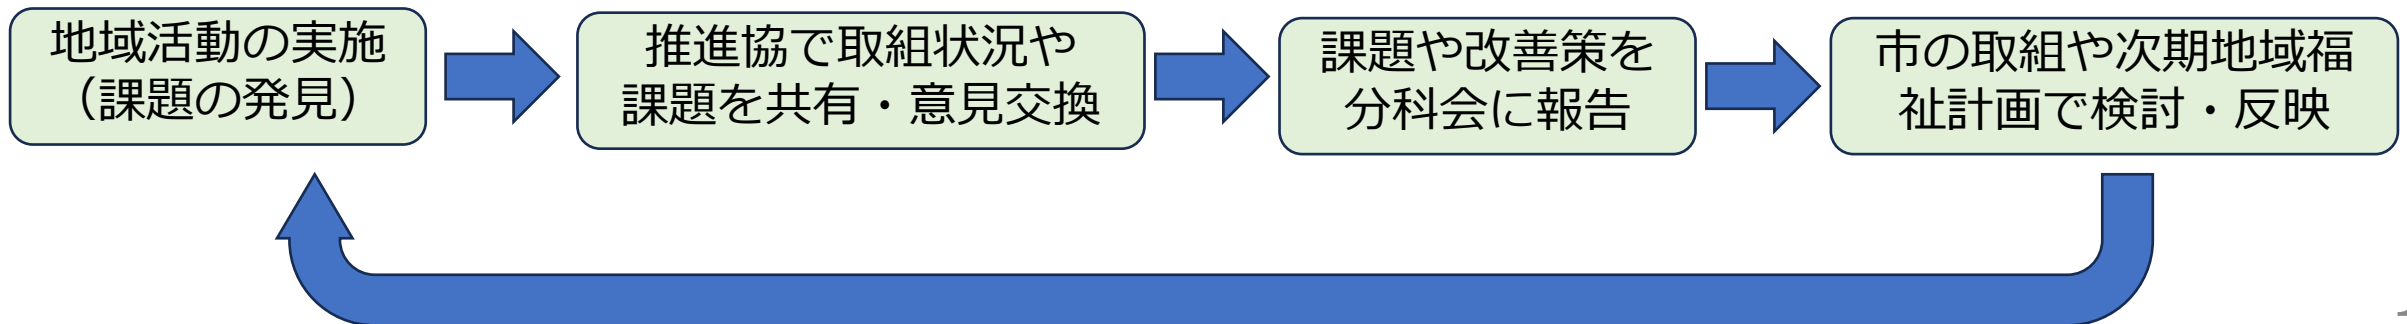 地域活動の実施
（課題の発見）
推進協で取組状況や
課題を共有・意見交換
課題や改善策を
分科会に報告
市の取組や次期地域福
祉計画で検討・反映